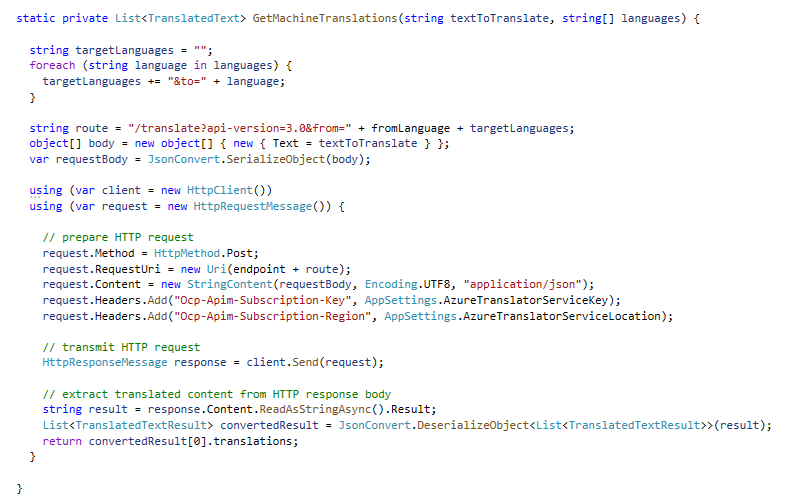 static private List<TranslatedText> GetMachineTranslations(string textToTranslate, string[] languages) {
string targetLanguages = "";
foreach (string language in languages) {
targetLanguages += "&to=" + language;
}
string route = "/translate?api-version=3.0&from=" + fromLanguage + targetLanguages;
object[] body = new object[] { new { Text = textToTranslate } };
var requestBody = JsonConvert.SerializeObject(body);
using (var client = new HttpClient())
using (var request = new HttpRequestMessage()) {
// prepare HTTP request
request.Method = HttpMethod.Post;
request.RequestUri = new Uri(endpoint + route);
request.Content = new StringContent(requestBody, Encoding.UTF8, "application/json");
request.Headers.Add("Ocp-Apim-Subscription-Key", AppSettings.AzureTranslatorServiceKey);
request.Headers.Add("Ocp-Apim-Subscription-Region", AppSettings.AzureTranslatorServiceLocation);
// transmit HTTP request
HttpResponseMessage response = client.Send(request);
// extract translated content from HTTP response body
string result = response.Content.ReadAsStringAsync().Result;
List<TranslatedTextResult> convertedResult = JsonConvert.DeserializeObject<List<TranslatedTextResult>>(result);
return convertedResult[0].translations;
}
}